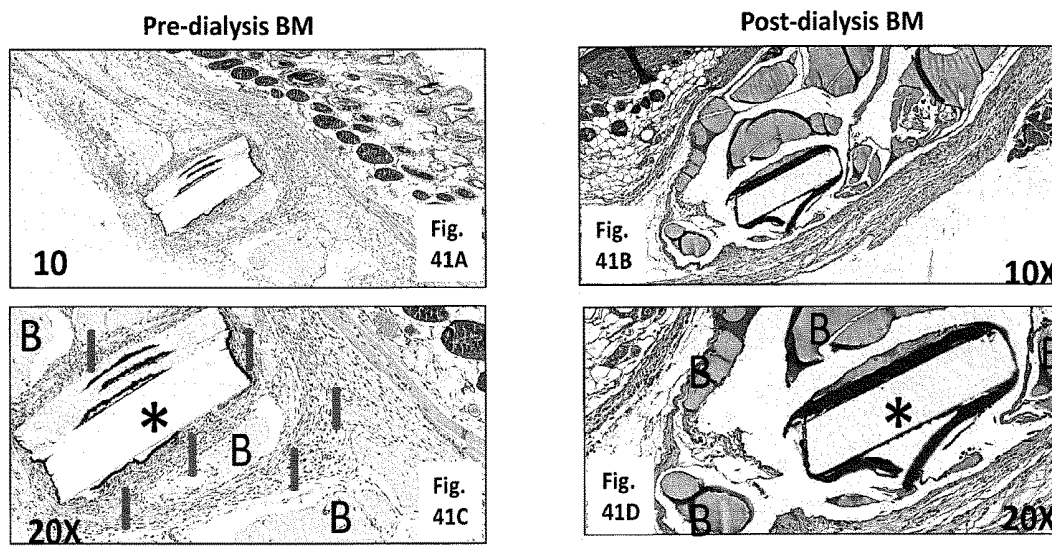 Pre-dialysis BM
Post-dialysis BM
10
Fig.
41A
Fig.
41B
10X
B
*
B
B
20X
Fig.
41C
B
B
*
B
B
Fig.
41D
20X